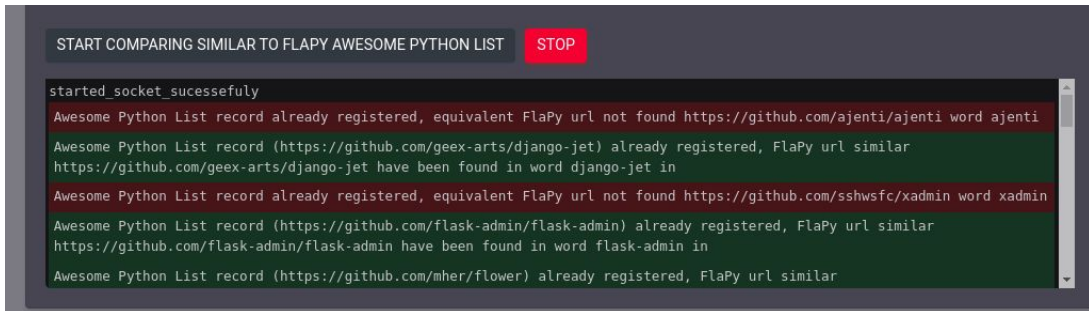 START COMPARING SIMILAR TO FLAPY AWESOME PYTHON LIST STOP
started_socket_sucessefuly
Awesome Python List record already registered, equivalent FlaPy url not found https://github.com/ajenti/ajenti word ajenti
Awesome Python List record (https://github.com/geex-arts/django-jet) already registered, FlaPy url similar
https://github.com/geex-arts/django-jet have been found in word django-jet in
Awesome Python List record already registered, equivalent FlaPy url not found https://github.com/sshwsfc/xadmin word xadmin
Awesome Python List record (https://github.com/flask-admin/flask-admin) already registered, FlaPy url similar
https://github.com/flask-admin/flask-admin have been found in word flask-admin in
Awesome Python List record (https://github.com/mher/flower) already registered, FlaPy url similar